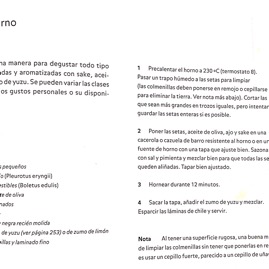 rno
na manera para degustar todo tipo
adas y aromatizadas con sake, acei-
o de yuzu. Se pueden variar las clases
os gustos personales o su disponi-
s pequeños
ío (Pleurotus eryngii)
estibles (Boletus edulis)
te de oliva
nados
negra recién molida
de yuzu (ver página 253) o de zumo de limón
nillas y laminado fino
1 Precalentar el horno a 230 ºC (termostato 8).
Pasar un trapo húmedo a las setas para limpiar
(las colmenillas deben ponerse en remojo o cepillarse
para eliminar la tierra. Ver nota más abajo). Cortar las
que sean más grandes en trozos iguales, pero intentar
guardar las setas enteras si es posible.
2 Poner las setas, aceite de oliva, ajo y sake en una
cacerola o cazuela de barro resistente al horno o en un
fuente de horno con una tapa que ajuste bien. Sazona
con sal y pimienta y mezclar bien para que todas las se
queden aliñadas. Tapar bien ajustado.
3 Hornear durante 12 minutos.
4 Sacar la tapa, añadir el zumo de yuzu y mezclar.
Esparcir las láminas de chile y servir.
Nota Al tener una superficie rugosa, una buena m
de limpiar las colmenillas sin tener que ponerlas en re
es usar un cepillo fuerte, parecido a un cepillo de uña